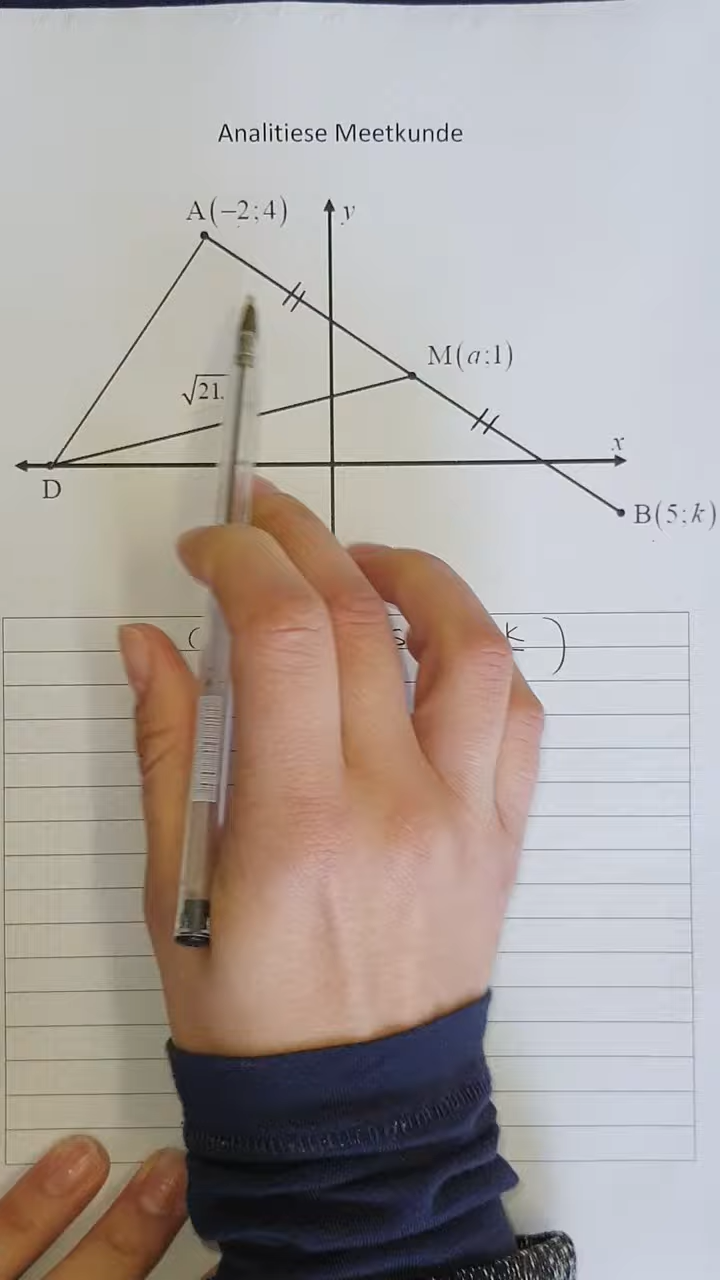 Analitiese Meetkunde
A(−2;4)
y
M(a;1)
√21
x
D
B(5;k)
( k )